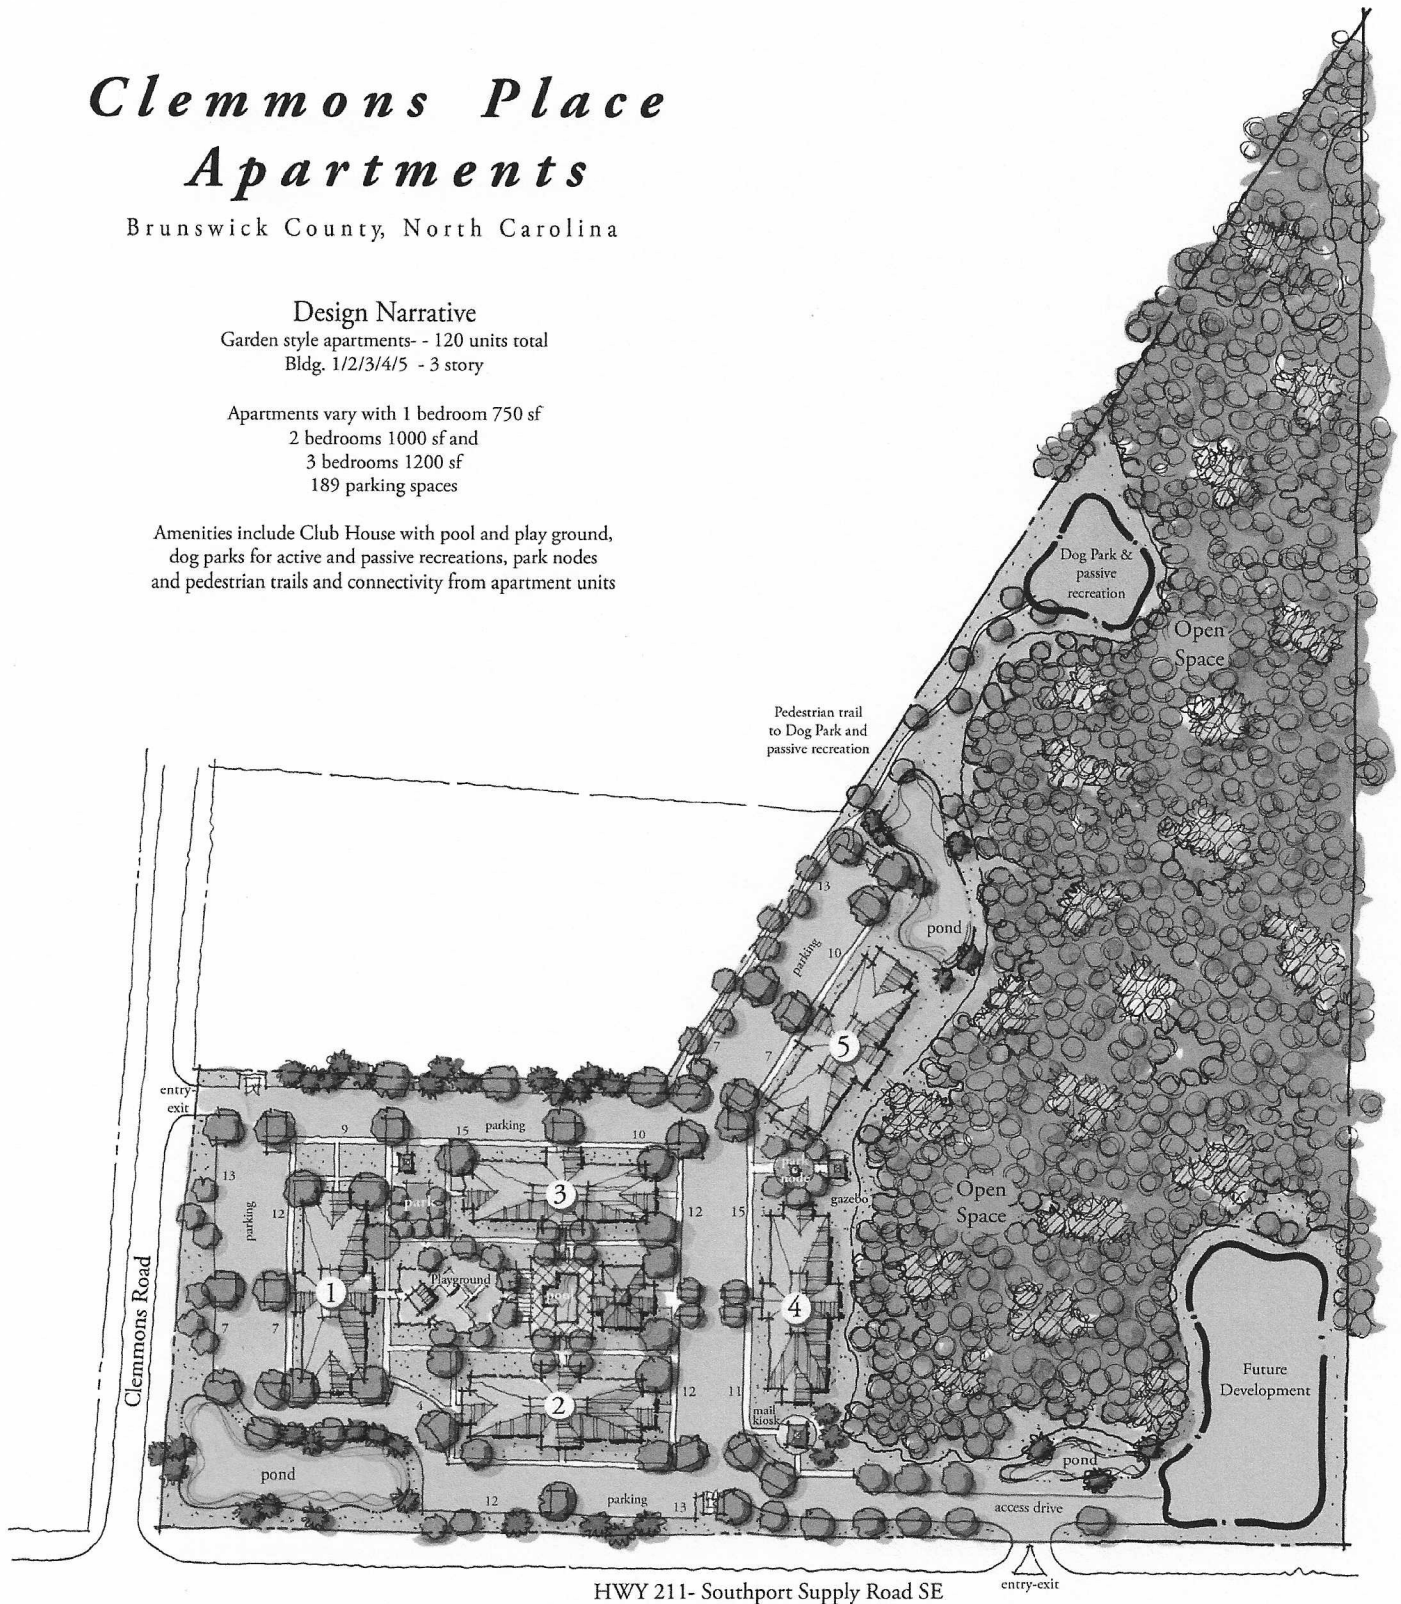 Clemmons Place
Apartments
Brunswick County, North Carolina
Design Narrative
Garden style apartments- - 120 units total
Bldg. 1/2/3/4/5 - 3 story
Apartments vary with 1 bedroom 750 sf
2 bedrooms 1000 sf and
3 bedrooms 1200 sf
189 parking spaces
Amenities include Club House with pool and play ground,
dog parks for active and passive recreations, park nodes
and pedestrian trails and connectivity from apartment units
Dog Park &
passive
recreation
Open
Space
Pedestrian trail
to Dog Park and
passive recreation
13
pond
parking
10
5
7
7
entry-
exit
9
15
parking
10
13
park
node
3
park
gazebo
Open
Space
parking
12
12
15
Playground
1
pool
4
7
7
Clemmons Road
Future
Development
12
11
4
2
mail
kiosk
pond
pond
12
parking
13
access drive
HWY 211- Southport Supply Road SE
entry-exit